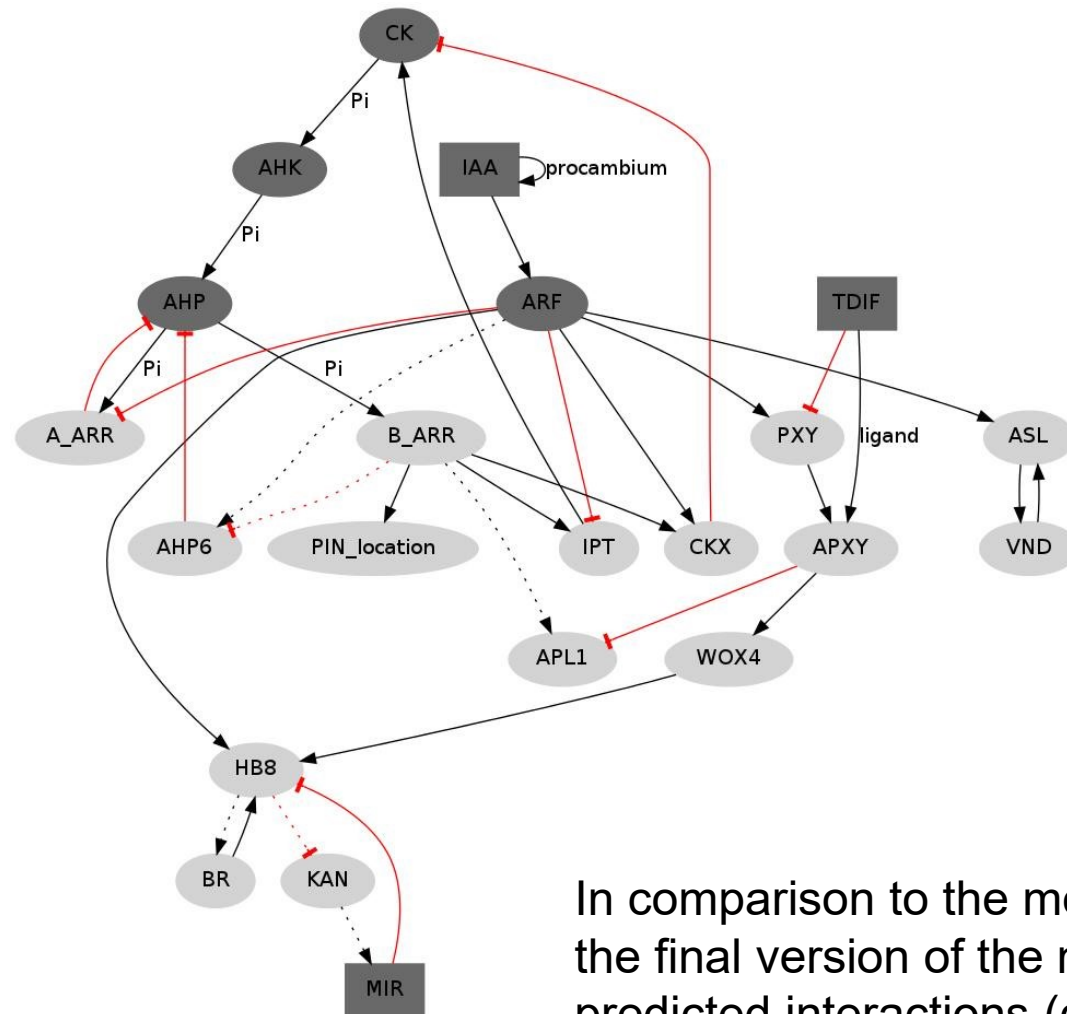 CK
Pi
AHK
IAA
procambium
Pi
AHP
ARF
TDIF
Pi
Pi
A_ARR
B_ARR
PXY
ligand
ASL
AHP6
PIN_location
IPT
CKX
APXY
VND
APL1
WOX4
HB8
BR
KAN
MIR
In comparison to the
the final version of the
predicted interactions